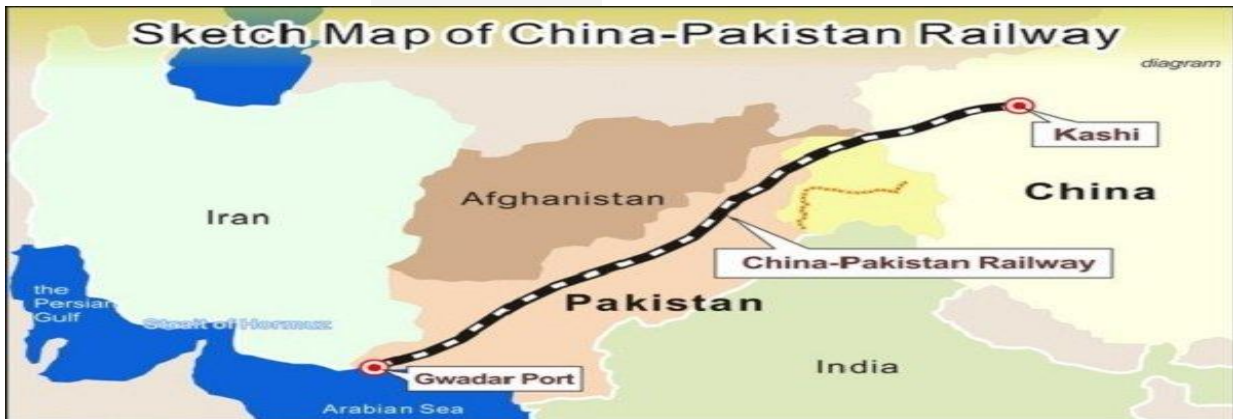 Sketch Map of China-Pakistan Railway
diagram
Kashi
China
Afghanistan
Iran
China-Pakistan Railway
the
Persian
Gulf
Strait of Hormuz
Pakistan
India
Gwadar Port
Arabian Sea